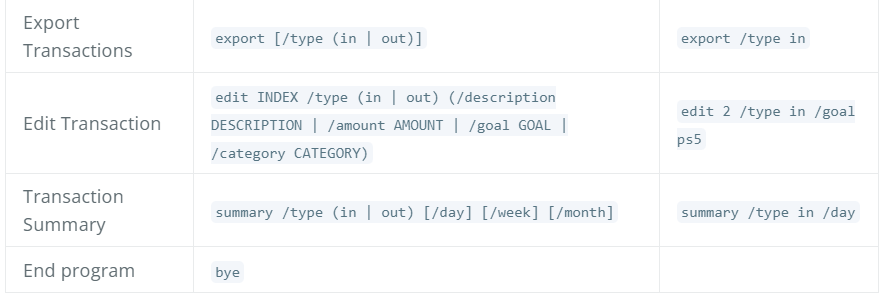 Export
Transactions
export [/type (in | out)]
export /type in
Edit Transaction
edit INDEX /type (in | out) (/description
DESCRIPTION | /amount AMOUNT | /goal GOAL |
/category CATEGORY)
edit 2 /type in /goal
ps5
Transaction
Summary
summary /type (in | out) [/day] [/week] [/month]
summary /type in /day
End program
bye